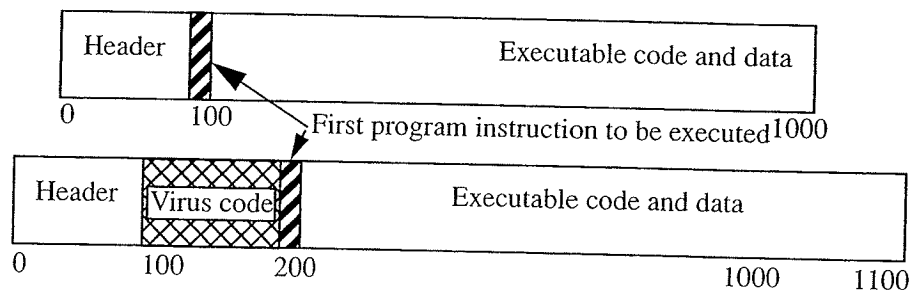 Header
Executable code and data
0
100
First program instruction to be executed
1000
Header
Virus code
Executable code and data
0
100
200
1000
1100